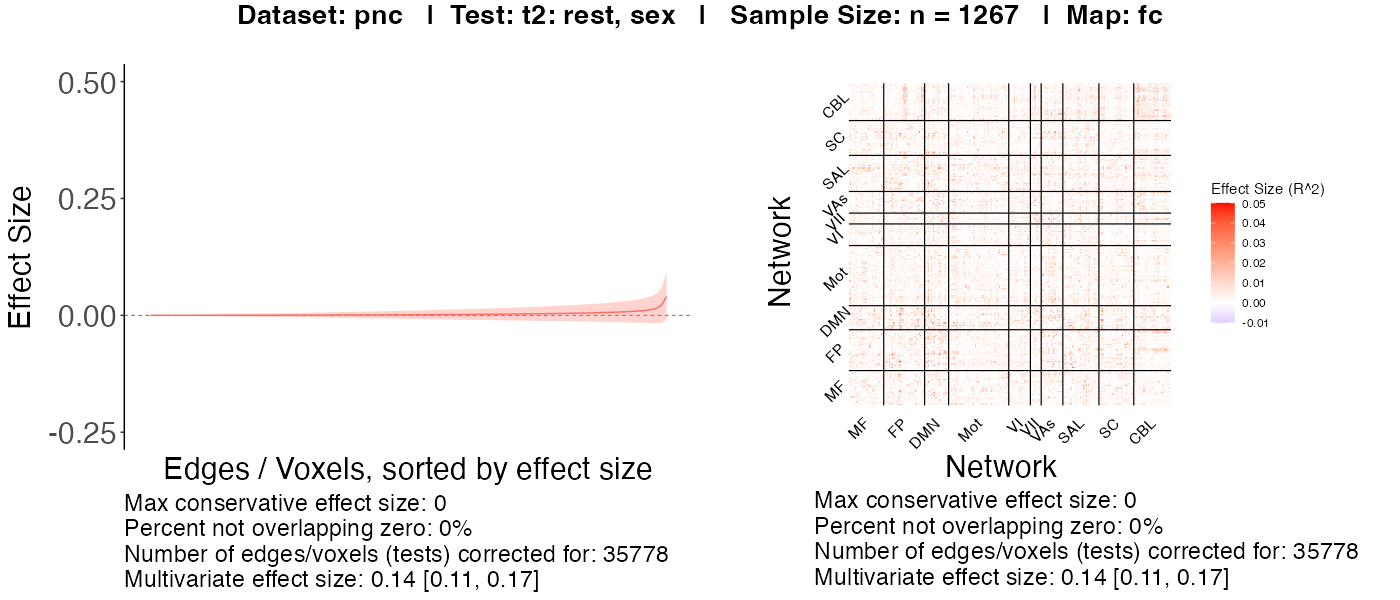 Dataset: pnc | Test: t2: rest, sex | Sample Size: n = 1267 | Map: fc
Effect Size
0.50
0.25
0.00
-0.25
Edges / Voxels, sorted by effect size
Max conservative effect size: 0
Percent not overlapping zero: 0%
Number of edges/voxels (tests) corrected for: 35778
Multivariate effect size: 0.14 [0.11, 0.17]
Network
CBL
SC
SAL
VAs
VII
VI
Mot
DMN
FP
MF
MF
FP
DMN
Mot
VI
VII
VAs
SAL
SC
CBL
Network
Effect Size (R^2)
0.05
0.04
0.03
0.02
0.01
0.00
-0.01
Max conservative effect size: 0
Percent not overlapping zero: 0%
Number of edges/voxels (tests) corrected for: 35778
Multivariate effect size: 0.14 [0.11, 0.17]